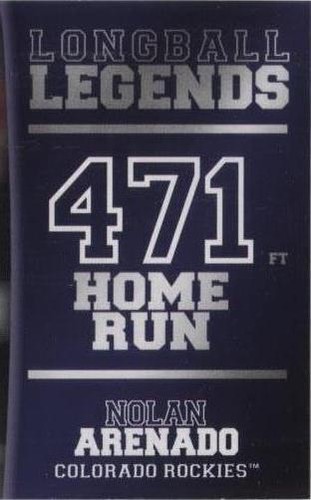 LONGBALL
LEGENDS
471 FT
HOME
RUN
NOLAN
ARENADO
COLORADO ROCKIES™